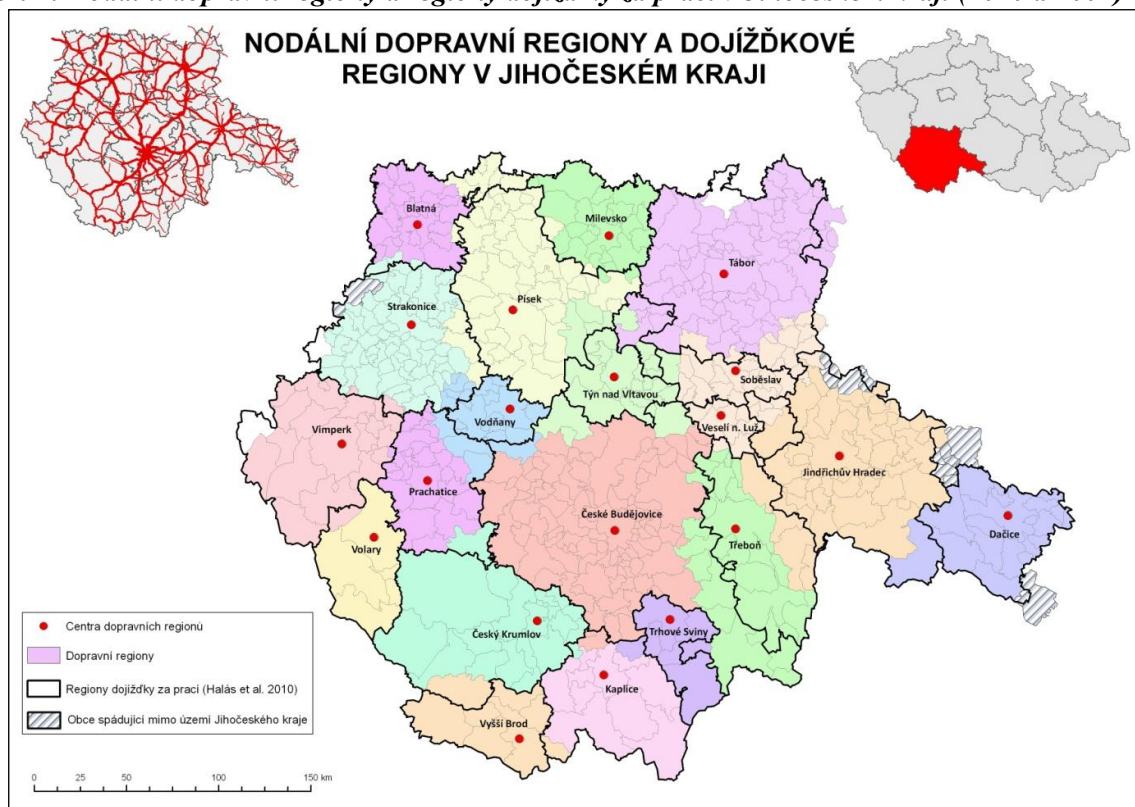 NODÁLNÍ DOPRAVNÍ REGIONY A DOJÍŽĎKOVÉ
REGIONY V JIHOČESKÉM KRAJI
Blatná
Milevsko
Tábor
Strakonice
Písek
Týn nad Vltavou
Soběslav
Vodňany
Veselí n. Luž.
Vimperk
Jindřichův Hradec
Prachatice
České Budějovice
Dačice
Volary
Třeboň
Český Krumlov
Trhové Sviny
Kaplice
Vyšší Brod
Centra dopravních regionů
Dopravní regiony
Regiony dojížďky za prací (Halás et al. 2010)
Obce spádující mimo území Jihočeského kraje
0 25 50 100 150 km